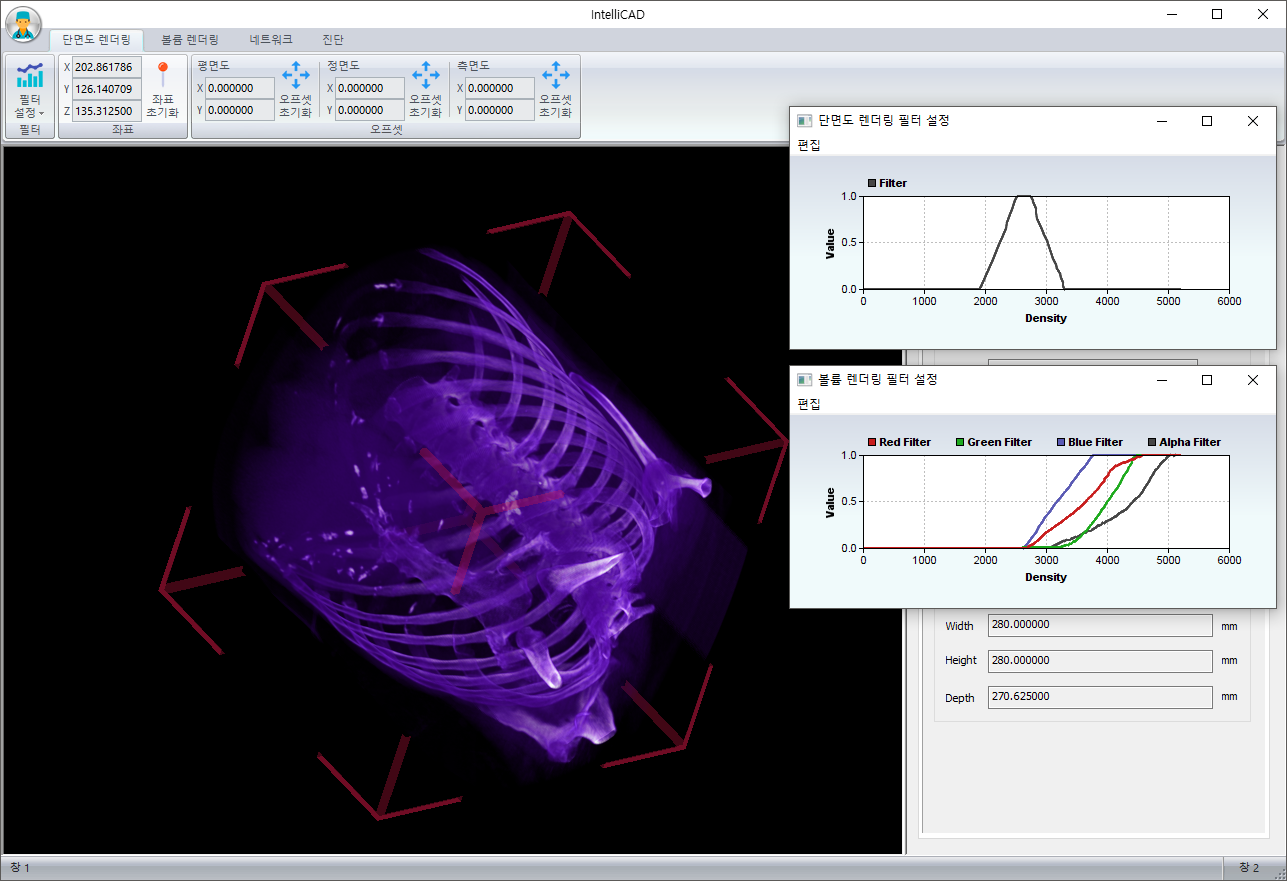 IntelliCAD
단면도 렌더링 볼륨 렌더링 네트워크 진단
필터
설정
필터
X 202.861786
Y 126.140709
Z 135.312500
좌표
초기화
좌표
평면도
X 0.000000
Y 0.000000
오프셋
초기화
정면도
X 0.000000
Y 0.000000
오프셋
초기화
측면도
X 0.000000
Y 0.000000
오프셋
초기화
오프셋
단면도 렌더링 필터 설정
편집
Filter
1.0
0.5
0.0
Value
0 1000 2000 3000 4000 5000 6000
Density
볼륨 렌더링 필터 설정
편집
Red Filter Green Filter Blue Filter Alpha Filter
1.0
0.5
0.0
Value
0 1000 2000 3000 4000 5000 6000
Density
Width 280.000000 mm
Height 280.000000 mm
Depth 270.625000 mm
창 1 창 2